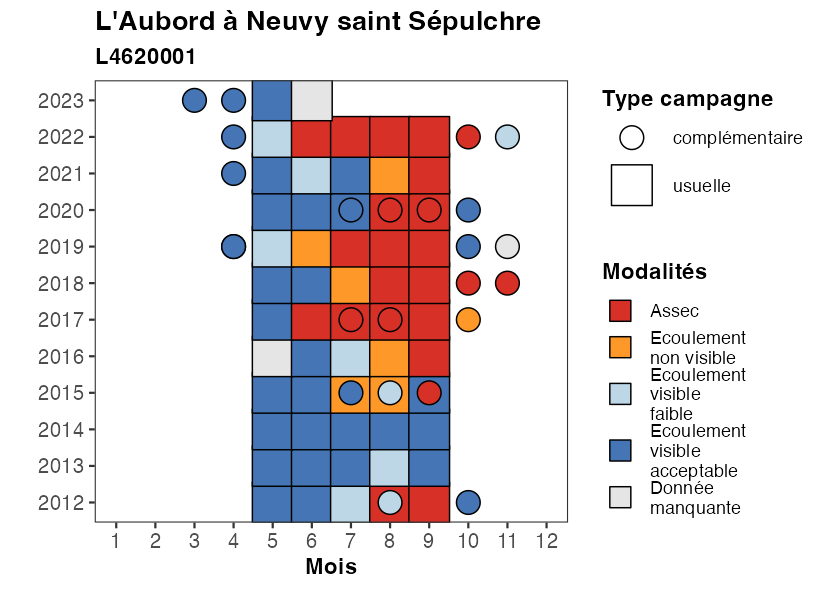 L'Aubord à Neuvy saint Sépulchre
L4620001
2023
2022
2021
2020
2019
2018
2017
2016
2015
2014
2013
2012
1 2 3 4 5 6 7 8 9 10 11 12
Mois
Type campagne
complémentaire
usuelle
Modalités
Assec
Ecoulement
non visible
Ecoulement
visible
faible
Ecoulement
visible
acceptable
Donnée
manquante